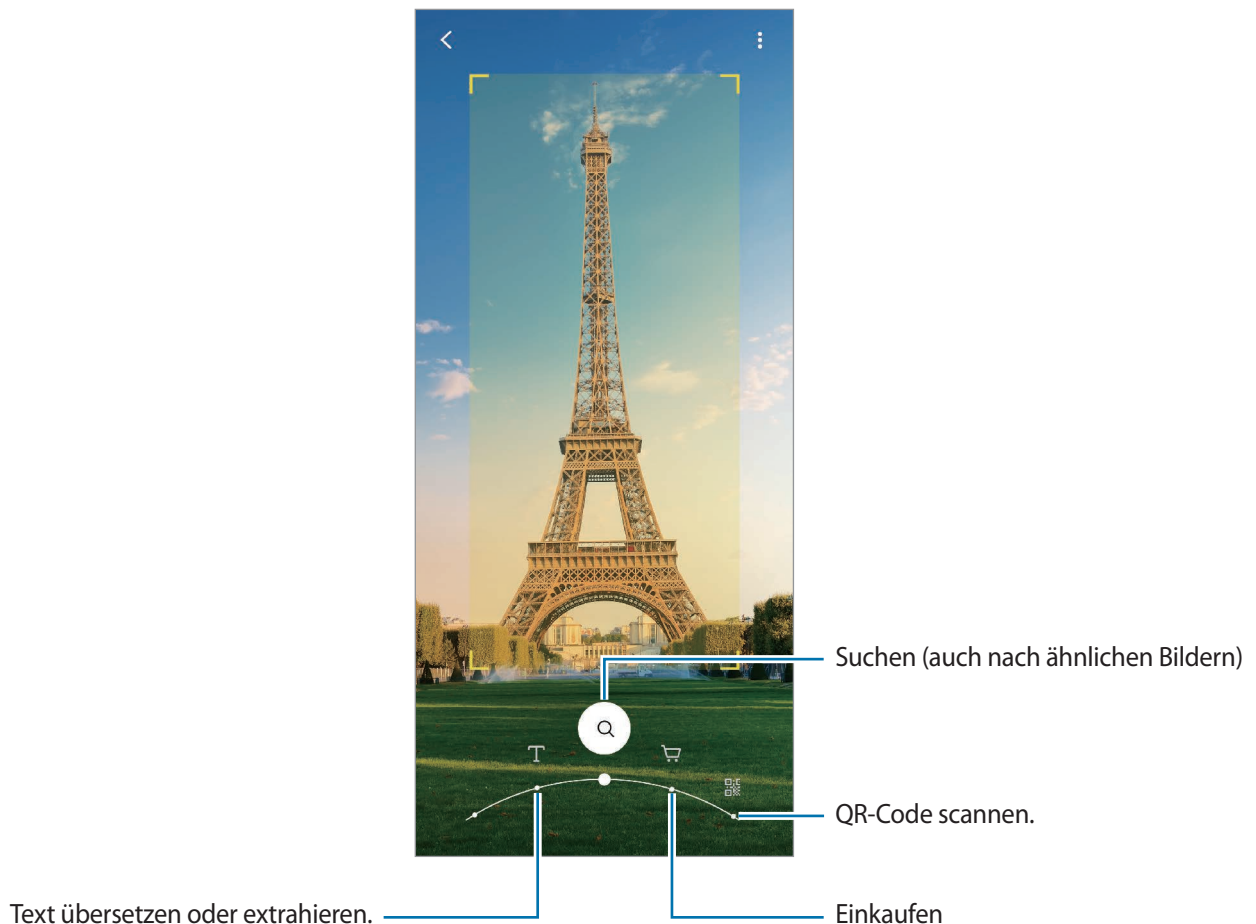 Suchen (auch nach ähnlichen Bildern)
T
QR-Code scannen.
Text übersetzen oder extrahieren.
Einkaufen